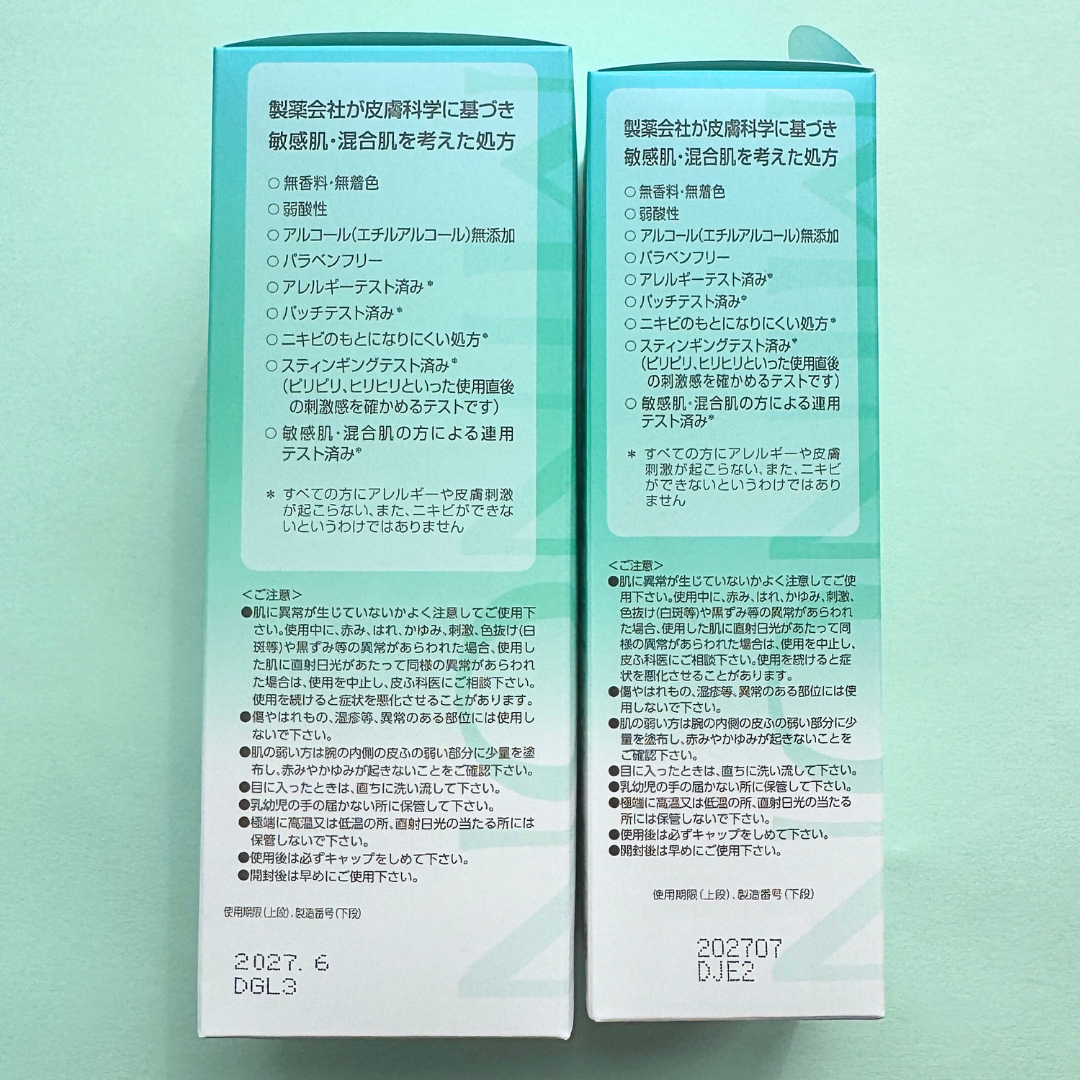 製薬会社が皮膚科学に基づき
敏感肌・混合肌を考えた処方
○ 無香料・無着色
○ 弱酸性
○ アルコール(エチルアルコール)無添加
○ パラベンフリー
○ アレルギーテスト済み*
○ パッチテスト済み*
○ ニキビのもとになりにくい処方*
○ スティンギングテスト済み*
(ピリピリ、ヒリヒリといった使用直後
の刺激感を確かめるテストです)
○ 敏感肌・混合肌の方による連用
テスト済み*
* すべての方にアレルギーや皮膚刺激
が起こらない、また、ニキビができな
いというわけではありません
<ご注意>
●肌に異常が生じていないかよく注意してご使用下
さい。使用中に、赤み、はれ、かゆみ、刺激、色抜け(白
斑等)や黒ずみ等の異常があらわれた場合、使用し
た肌に直射日光があたって同様の異常があらわれ
た場合は、使用を中止し、皮ふ科医にご相談下さい。
使用を続けると症状を悪化させることがあります。
●傷やはれもの、湿疹等、異常のある部位には使用し
ないで下さい。
●肌の弱い方は腕の内側の皮ふの弱い部分に少量を塗
布し、赤みやかゆみが起きないことをご確認下さい。
●目に入ったときは、直ちに洗い流して下さい。
●乳幼児の手の届かない所に保管して下さい。
●極端に高温又は低温の所、直射日光の当たる所には
保管しないで下さい。
●使用後は必ずキャップをしめて下さい。
●開封後は早めにご使用下さい。
使用期限(上段)、製造番号(下段)
2027. 6
DGL3
製薬会社が皮膚科学に基づき
敏感肌・混合肌を考えた処方
○ 無香料・無着色
○ 弱酸性
○ アルコール(エチルアルコール)無添加
○ パラベンフリー
○ アレルギーテスト済み*
○ パッチテスト済み*
○ ニキビのもとになりにくい処方*
○ スティンギングテスト済み*
(ピリピリ、ヒリヒリといった使用直後
の刺激感を確かめるテストです)
○ 敏感肌・混合肌の方による連用
テスト済み*
* すべての方にアレルギーや皮膚
刺激が起こらない、また、ニキビ
ができないというわけではあり
ません
<ご注意>
●肌に異常が生じていないかよく注意してご使
用下さい。使用中に、赤み、はれ、かゆみ、刺激、
色抜け(白斑等)や黒ずみ等の異常があらわれ
た場合、使用した肌に直射日光があたって同
様の異常があらわれた場合は、使用を中止し、
皮ふ科医にご相談下さい。使用を続けると症
状を悪化させることがあります。
●傷やはれもの、湿疹等、異常のある部位には使
用しないで下さい。
●肌の弱い方は腕の内側の皮ふの弱い部分に少
量を塗布し、赤みやかゆみが起きないことを
ご確認下さい。
●目に入ったときは、直ちに洗い流して下さい。
●乳幼児の手の届かない所に保管して下さい。
●極端に高温又は低温の所、直射日光の当たる
所には保管しないで下さい。
●使用後は必ずキャップをしめて下さい。
●開封後は早めにご使用下さい。
使用期限(上段)、製造番号(下段)
202707
DJE2